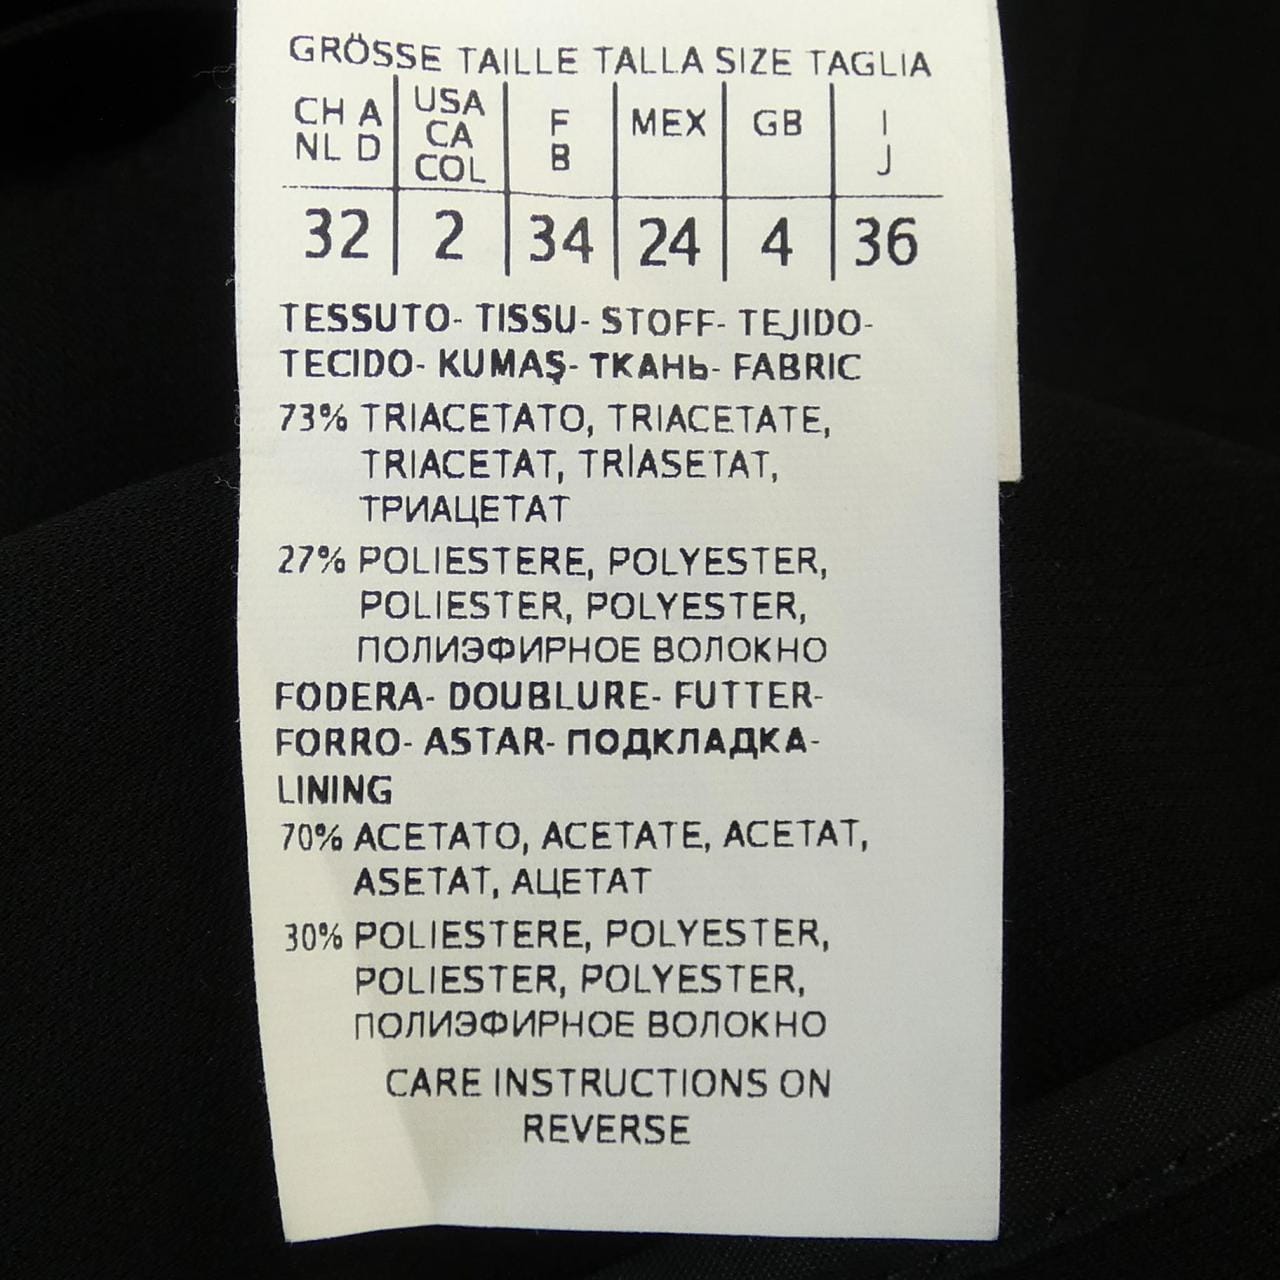 GRÖSSE TAILLE TALLA SIZE TAGLIA
CH A NL D | USA CA COL | F B | MEX | GB | I J
32 | 2 | 34 | 24 | 4 | 36
TESSUTO- TISSU- STOFF- TEJIDO-
TECIDO- KUMAŞ- ТКАНЬ- FABRIC
73% TRIACETATO, TRIACETATE,
TRIACETAT, TRİASETAT,
ТРИАЦЕТАТ
27% POLIESTERE, POLYESTER,
POLIESTER, POLYESTER,
ПОЛИЭФИРНОЕ ВОЛОКНО
FODERA- DOUBLURE- FUTTER-
FORRO- ASTAR- ПОДКЛАДКА-
LINING
70% ACETATO, ACETATE, ACETAT,
ASETAT, АЦЕТАТ
30% POLIESTERE, POLYESTER,
POLIESTER, POLYESTER,
ПОЛИЭФИРНОЕ ВОЛОКНО
CARE INSTRUCTIONS ON
REVERSE